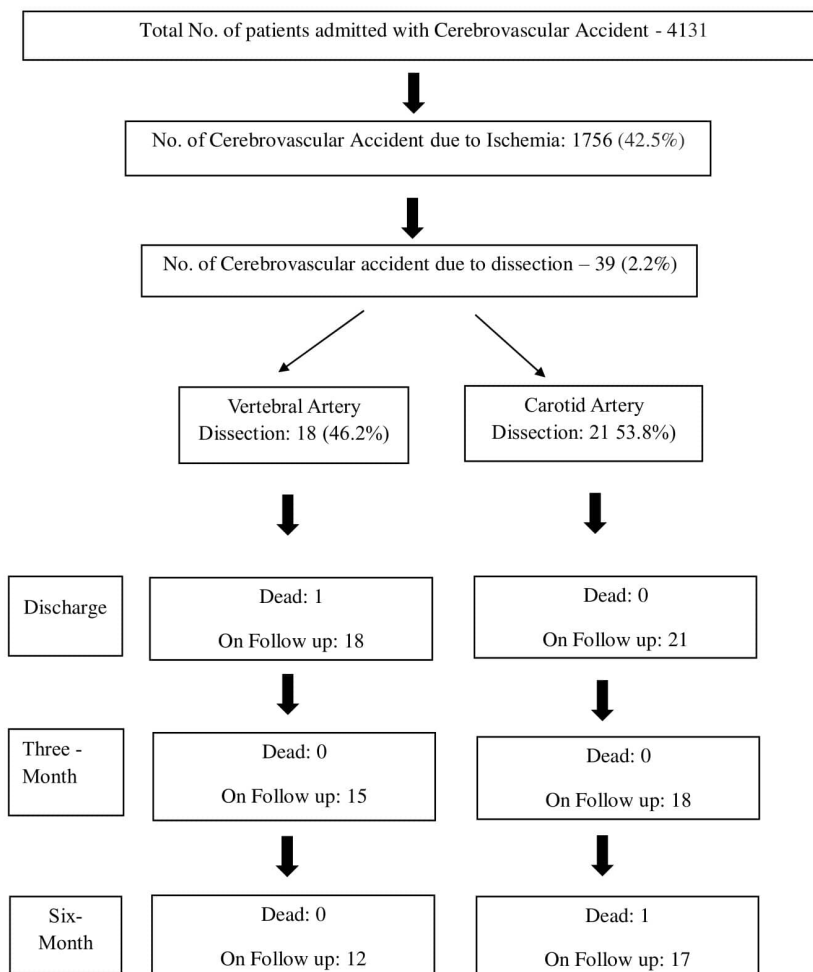 Total No. of patients admitted with Cerebrovascular Accident - 4131
No. of Cerebrovascular Accident due to Ischemia: 1756 (42.5%)
No. of Cerebrovascular accident due to dissection – 39 (2.2%)
Vertebral Artery
Dissection: 18 (46.2%)
Carotid Artery
Dissection: 21 53.8%)
Discharge
Dead: 1
On Follow up: 18
Dead: 0
On Follow up: 21
Three -
Month
Dead: 0
On Follow up: 15
Dead: 0
On Follow up: 18
Six-
Month
Dead: 0
On Follow up: 12
Dead: 1
On Follow up: 17